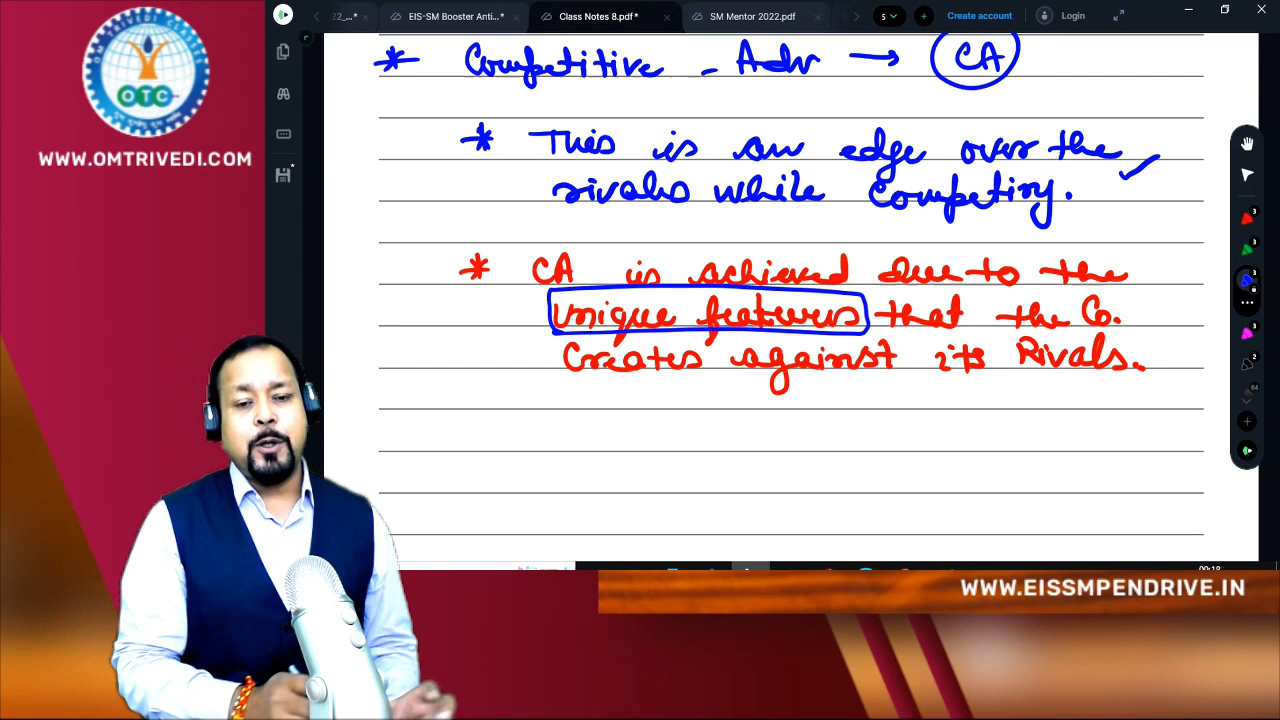 22_...*
EIS-SM Booster Anti...*
Class Notes 8.pdf*
SM Mentor 2022.pdf
Create account
Login
OTC
WWW.OMTRIVEDI.COM
* Competitive - Adv → CA
* This is an edge over the
rivals while Competing.
* CA is achieved due to the
unique features that the Co.
Creates against its Rivals.
WWW.EISSMPENDRIVE.IN